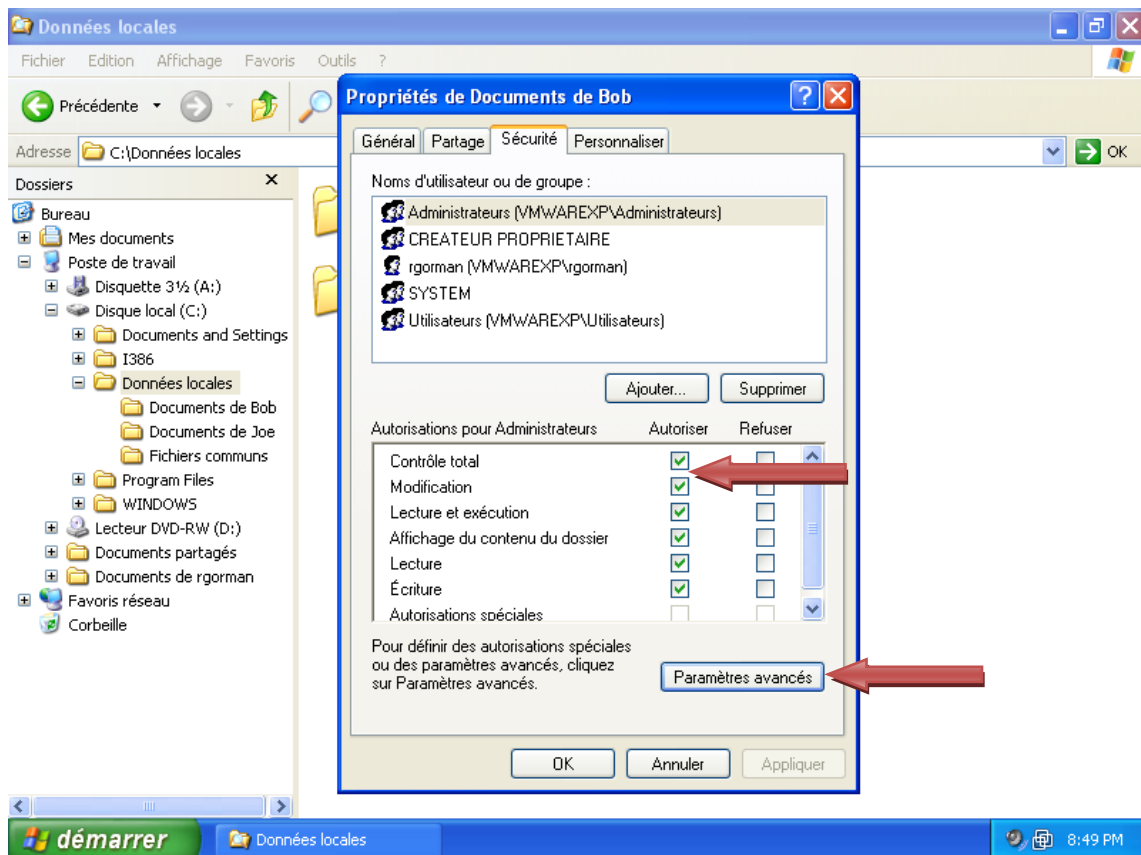 Données locales
Fichier Edition Affichage Favoris Outils ?
Précédente
Adresse C:\Données locales OK
Dossiers X
Bureau
Mes documents
Poste de travail
Disquette 3½ (A:)
Disque local (C:)
Documents and Settings
I386
Données locales
Documents de Bob
Documents de Joe
Fichiers communs
Program Files
WINDOWS
Lecteur DVD-RW (D:)
Documents partagés
Documents de rgorman
Favoris réseau
Corbeille
Propriétés de Documents de Bob
Général Partage Sécurité Personnaliser
Noms d'utilisateur ou de groupe :
Administrateurs (VMWAREXP\Administrateurs)
CREATEUR PROPRIETAIRE
rgorman (VMWAREXP\rgorman)
SYSTEM
Utilisateurs (VMWAREXP\Utilisateurs)
Ajouter... Supprimer
Autorisations pour Administrateurs Autoriser Refuser
Contrôle total
Modification
Lecture et exécution
Affichage du contenu du dossier
Lecture
Écriture
Autorisations spéciales
Pour définir des autorisations spéciales
ou des paramètres avancés, cliquez
sur Paramètres avancés.
Paramètres avancés
OK Annuler Appliquer
démarrer Données locales 8:49 PM